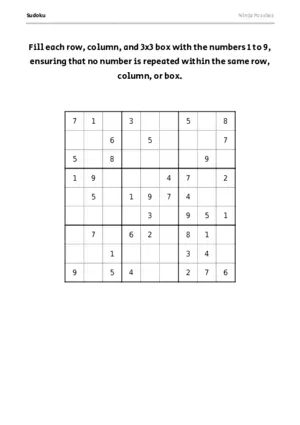 Sudoku
Ninja Puzzles
Fill each row, column, and 3x3 box with the numbers 1 to 9,
ensuring that no number is repeated within the same row,
column, or box.
7 1 3 5 8
6 5 7
5 8 9
1 9 4 7 2
5 1 9 7 4
3 9 5 1
7 6 2 8 1
1 3 4
9 5 4 2 7 6